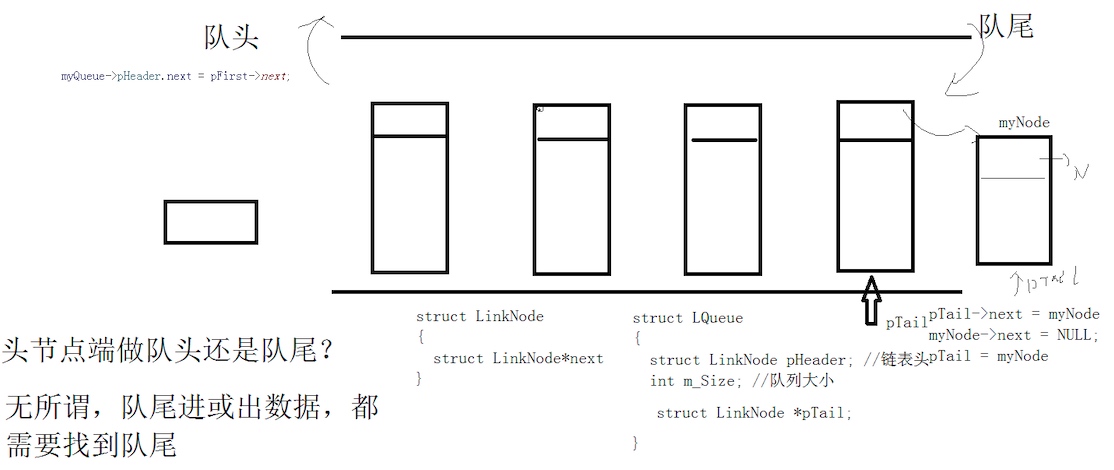 队头
队尾
myQueue->pHeader.next = pFirst->next;
myNode
N
pTail
struct LinkNode
{
struct LinkNode*next
}
struct LQueue
{
struct LinkNode pHeader; //链表头
int m_Size; //队列大小
struct LinkNode *pTail;
}
pTail
pTail->next = myNode
myNode->next = NULL;
pTail = myNode
头节点端做队头还是队尾？
无所谓，队尾进或出数据，都
需要找到队尾